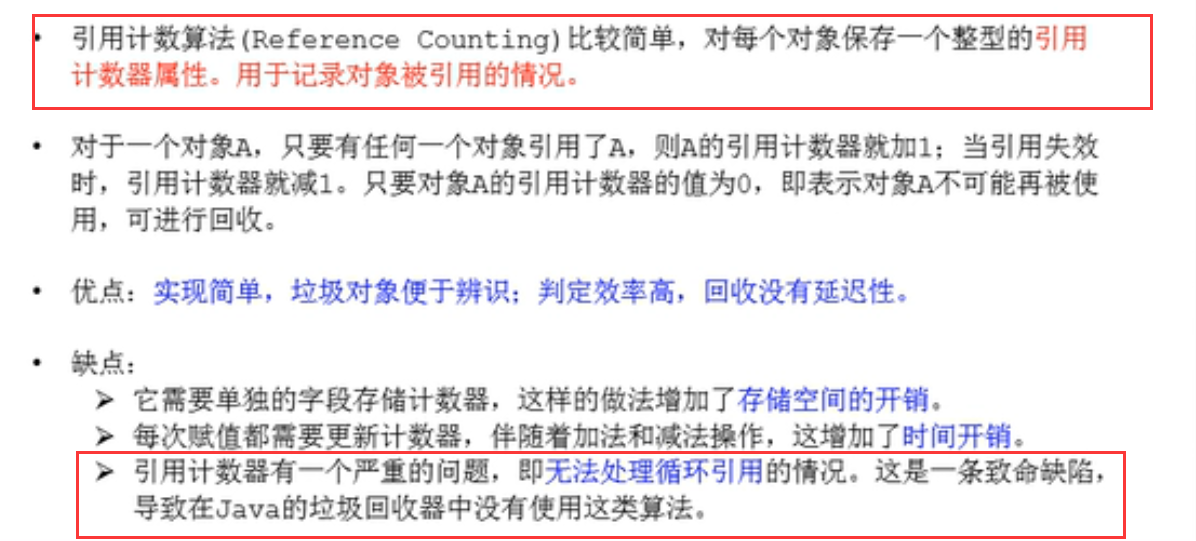 • 引用计数算法(Reference Counting)比较简单，对每个对象保存一个整型的引用
计数器属性。用于记录对象被引用的情况。
• 对于一个对象A，只要有任何一个对象引用了A，则A的引用计数器就加1；当引用失效
时，引用计数器就减1。只要对象A的引用计数器的值为0，即表示对象A不可能再被使
用，可进行回收。
• 优点：实现简单，垃圾对象便于辨识；判定效率高，回收没有延迟性。
• 缺点：
➢ 它需要单独的字段存储计数器，这样的做法增加了存储空间的开销。
➢ 每次赋值都需要更新计数器，伴随着加法和减法操作，这增加了时间开销。
➢ 引用计数器有一个严重的问题，即无法处理循环引用的情况。这是一条致命缺陷，
导致在Java的垃圾回收器中没有使用这类算法。